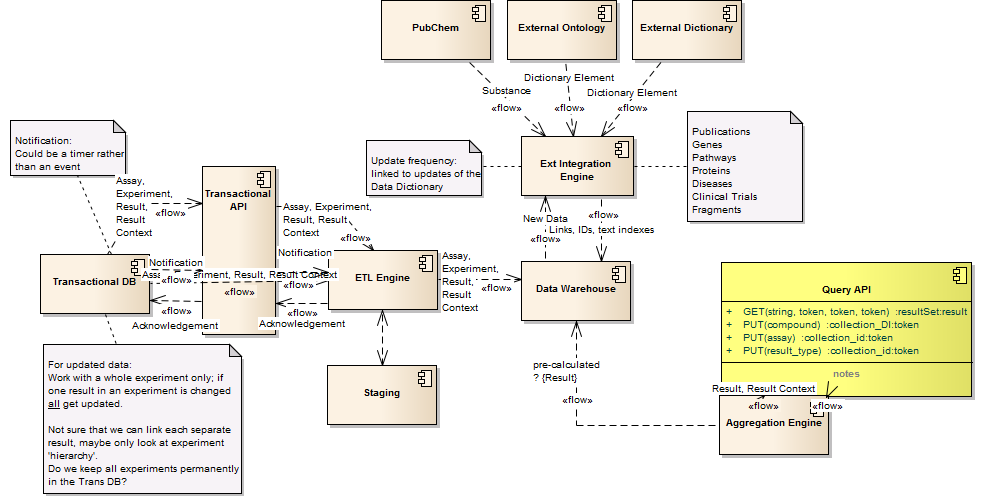 PubChem
External Ontology
External Dictionary
Substance
«flow»
Dictionary Element
«flow»
Dictionary Element
«flow»
Notification:
Could be a timer rather
than an event
Update frequency:
linked to updates of the
Data Dictionary
Ext Integration
Engine
Publications
Genes
Pathways
Proteins
Diseases
Clinical Trials
Fragments
Assay,
Experiment,
Result,
Result
Context
«flow»
Transactional
API
Assay, Experiment,
Result, Result
Context
«flow»
New Data
«flow»
«flow»
Links, IDs, text indexes
Notification
«flow»
Notification
Transactional DB
Experiment, Result, Result Context
«flow»
«flow»
Acknowledgement
«flow»
Acknowledgement
«flow»
ETL Engine
Assay,
Experiment,
Result,
Result
Context
«flow»
Data Warehouse
Query API
+ GET(string, token, token, token) :resultSet:result
+ PUT(compound) :collection_DI:token
+ PUT(assay) :collection_id:token
+ PUT(result_type) :collection_id:token
notes
For updated data:
Work with a whole experiment only; if
one result in an experiment is changed
all get updated.
Not sure that we can link each separate
result, maybe only look at experiment
'hierarchy'.
Do we keep all experiments permanently
in the Trans DB?
Staging
pre-calculated
? {Result}
«flow»
Result, Result Context
«flow»
«flow»
Aggregation Engine